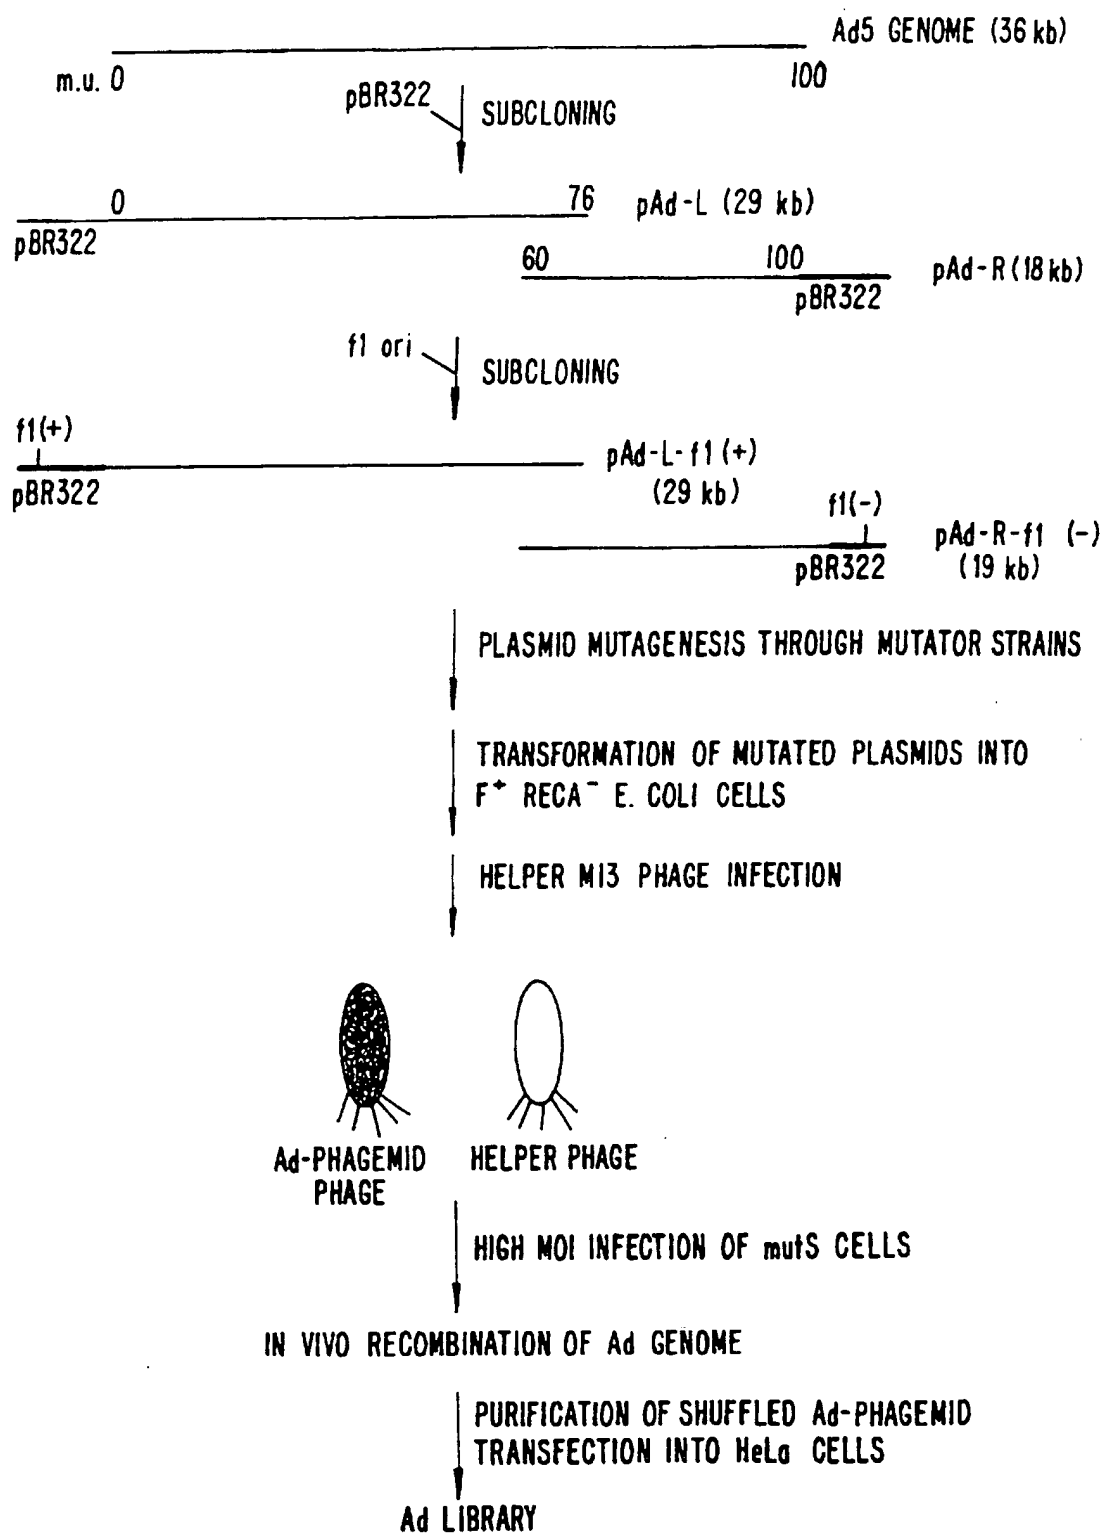 Ad5 GENOME (36 kb)
m.u. 0
100
pBR322
SUBCLONING
0
76
pAd-L (29 kb)
pBR322
60
100
pAd-R (18 kb)
pBR322
f1 ori
SUBCLONING
f1(+)
pBR322
pAd-L-f1 (+)
(29 kb)
f1(-)
pBR322
pAd-R-f1 (-)
(19 kb)
PLASMID MUTAGENESIS THROUGH MUTATOR STRAINS
TRANSFORMATION OF MUTATED PLASMIDS INTO
F+ RECA- E. COLI CELLS
HELPER M13 PHAGE INFECTION
Ad-PHAGEMID
PHAGE
HELPER PHAGE
HIGH MOI INFECTION OF mutS CELLS
IN VIVO RECOMBINATION OF Ad GENOME
PURIFICATION OF SHUFFLED Ad-PHAGEMID
TRANSFECTION INTO HeLa CELLS
Ad LIBRARY